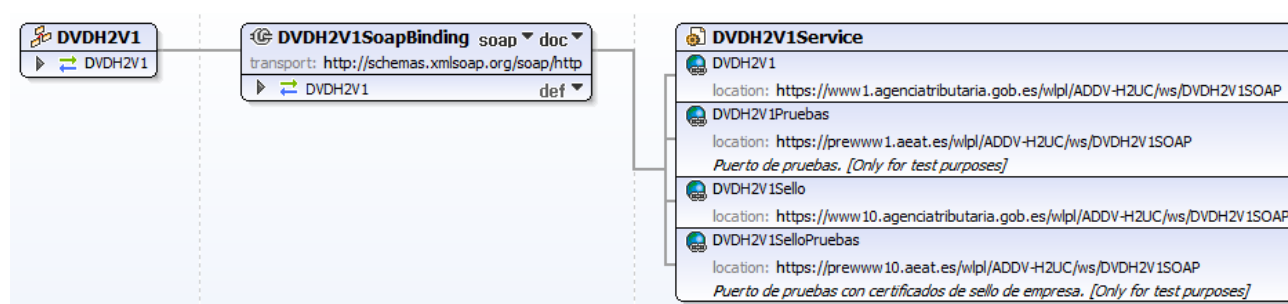 DVDH2V1
DVDH2V1
DVDH2V1SoapBinding soap doc
transport: http://schemas.xmlsoap.org/soap/http
DVDH2V1 def
DVDH2V1Service
DVDH2V1
location: https://www1.agenciatributaria.gob.es/wlpl/ADDV-H2UC/ws/DVDH2V1SOAP
DVDH2V1Pruebas
location: https://prewww1.aeat.es/wlpl/ADDV-H2UC/ws/DVDH2V1SOAP
Puerto de pruebas. [Only for test purposes]
DVDH2V1Sello
location: https://www10.agenciatributaria.gob.es/wlpl/ADDV-H2UC/ws/DVDH2V1SOAP
DVDH2V1SelloPruebas
location: https://prewww10.aeat.es/wlpl/ADDV-H2UC/ws/DVDH2V1SOAP
Puerto de pruebas con certificados de sello de empresa. [Only for test purposes]